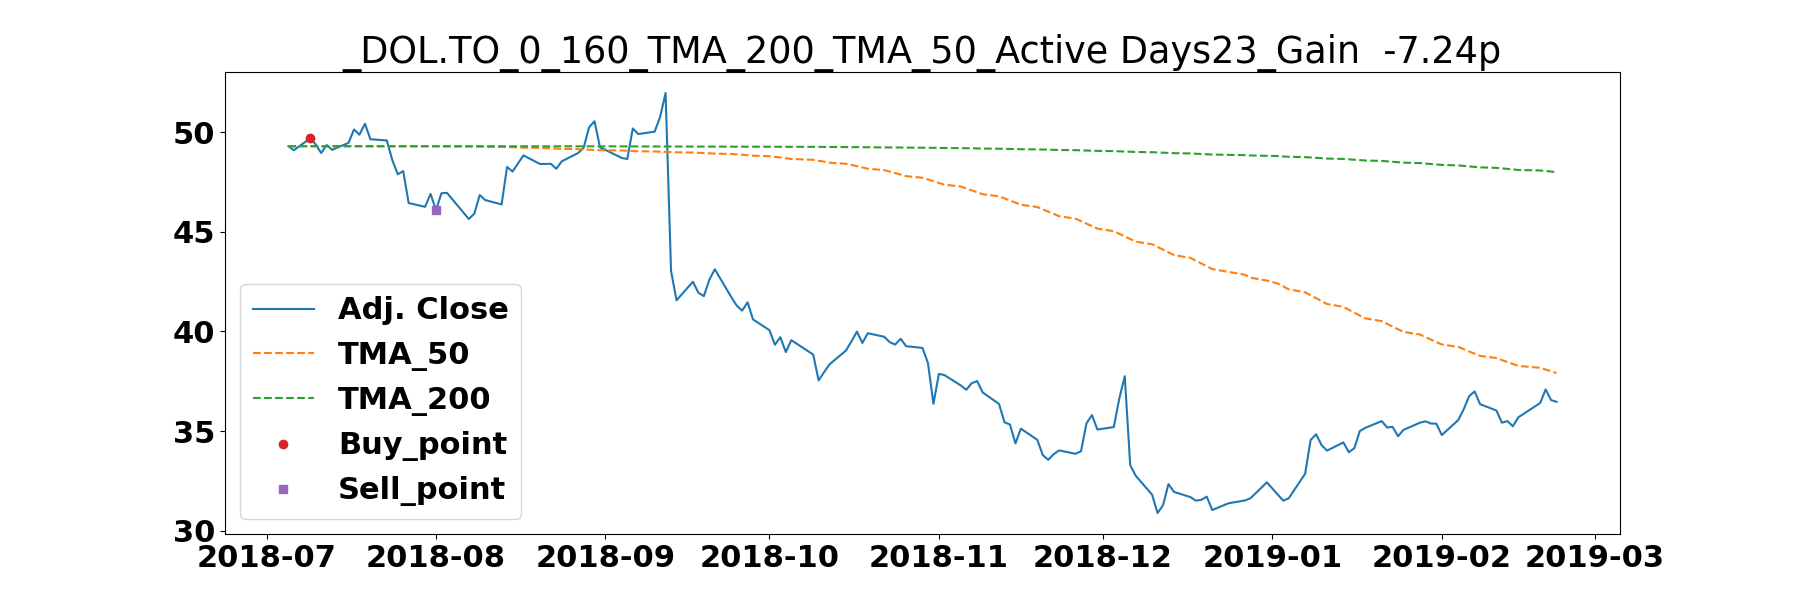 _DOL.TO_0_160_TMA_200_TMA_50_Active Days23_Gain  -7.24p
50
45
40
35
30
Adj. Close
TMA_50
TMA_200
Buy_point
Sell_point
2018-07 2018-08 2018-09 2018-10 2018-11 2018-12 2019-01 2019-02 2019-03